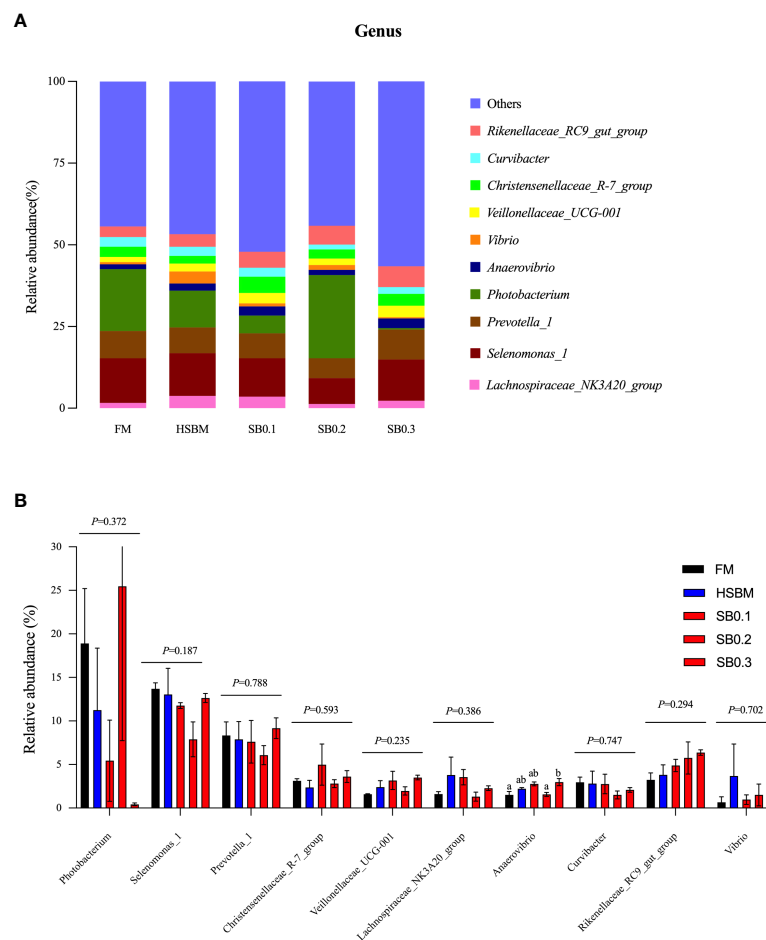 A
Genus
Relative abundance(%)
100
75
50
25
0
FM
HSBM
SB0.1
SB0.2
SB0.3
Others
Rikenellaceae_RC9_gut_group
Curvibacter
Christensenellaceae_R-7_group
Veillonellaceae_UCG-001
Vibrio
Anaerovibrio
Photobacterium
Prevotella_1
Selenomonas_1
Lachnospiraceae_NK3A20_group
B
Relative abundance (%)
30
25
20
15
10
5
0
P=0.372
P=0.187
P=0.788
P=0.593
P=0.235
P=0.386
a
ab
ab
a
b
P=0.747
P=0.294
P=0.702
FM
HSBM
SB0.1
SB0.2
SB0.3
Photobacterium
Selenomonas_1
Prevotella_1
Christensenellaceae_R-7_group
Veillonellaceae_UCG-001
Lachnospiraceae_NK3A20_group
Anaerovibrio
Curvibacter
Rikenellaceae_RC9_gut_group
Vibrio